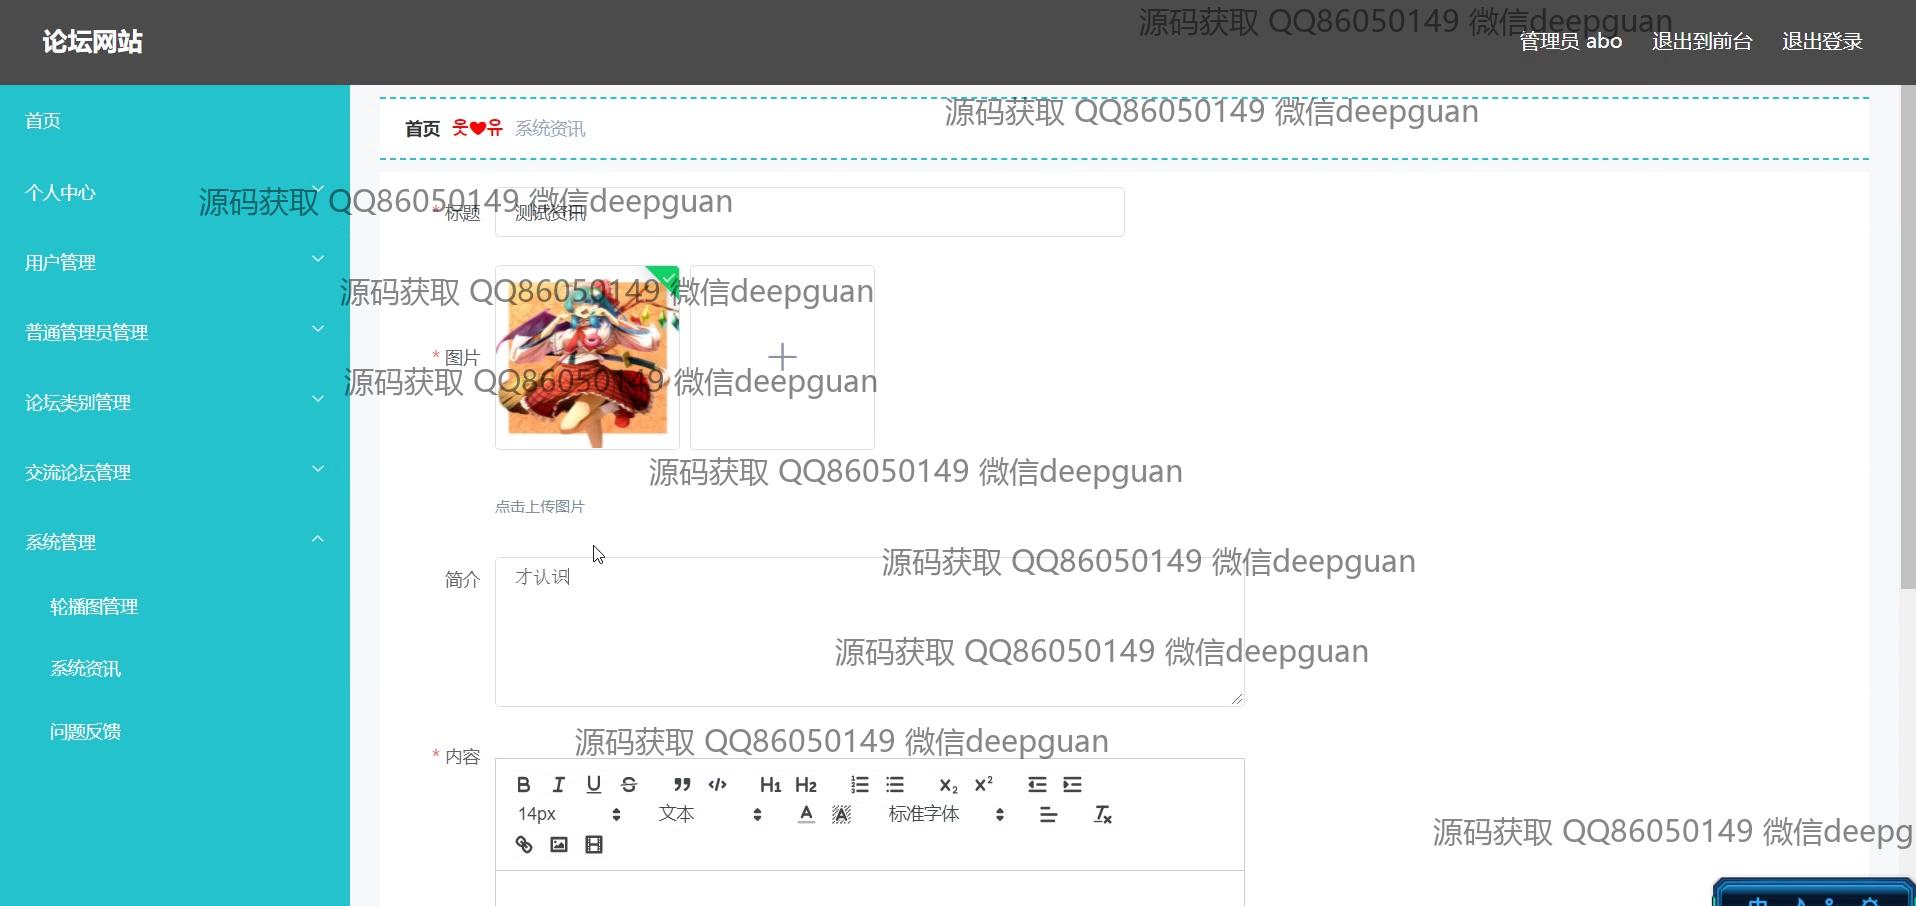 源码获取 QQ86050149 微信deepguan
论坛网站
管理员 abo 退出到前台 退出登录
源码获取 QQ86050149 微信deepguan
首页
首页 웃❤유 系统资讯
个人中心
源码获取 QQ86050149 微信deepguan
* 标题 测试资讯
用户管理
源码获取 QQ86050149 微信deepguan
普通管理员管理
* 图片
源码获取 QQ86050149 微信deepguan
论坛类别管理
交流论坛管理
源码获取 QQ86050149 微信deepguan
点击上传图片
系统管理
源码获取 QQ86050149 微信deepguan
简介 才认识
轮播图管理
源码获取 QQ86050149 微信deepguan
系统资讯
问题反馈
源码获取 QQ86050149 微信deepguan
* 内容
B I U S H1 H2 x₂ x²
14px 文本 A A 标准字体
源码获取 QQ86050149 微信deepg
中